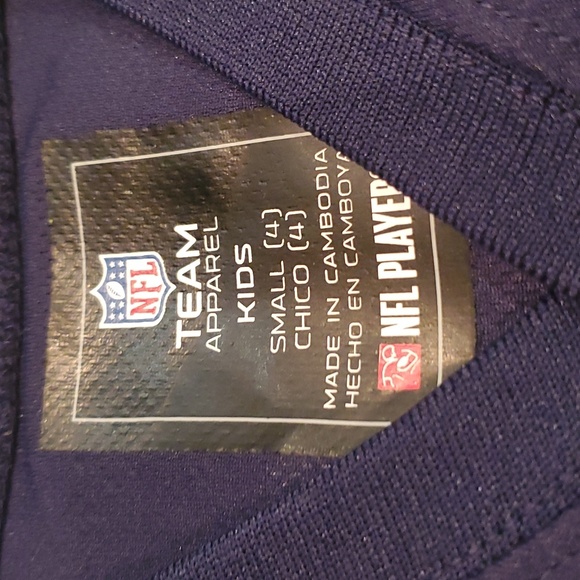 NFL
TEAM
APPAREL
KIDS
SMALL (4)
CHICO (4)
MADE IN CAMBODIA
HECHO EN CAMBOYA
NFL PLAYERS